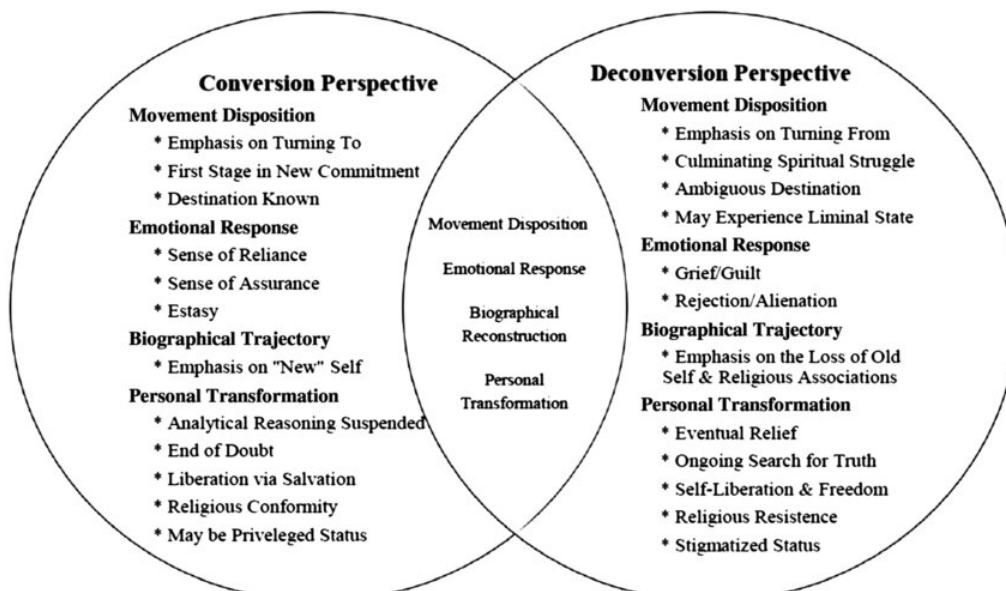 Conversion Perspective
Movement Disposition
* Emphasis on Turning To
* First Stage in New Commitment
* Destination Known
Emotional Response
* Sense of Reliance
* Sense of Assurance
* Estasy
Biographical Trajectory
* Emphasis on "New" Self
Personal Transformation
* Analytical Reasoning Suspended
* End of Doubt
* Liberation via Salvation
* Religious Conformity
* May be Priveleged Status
Movement Disposition
Emotional Response
Biographical
Reconstruction
Personal
Transformation
Deconversion Perspective
Movement Disposition
* Emphasis on Turning From
* Culminating Spiritual Struggle
* Ambiguous Destination
* May Experience Liminal State
Emotional Response
* Grief/Guilt
* Rejection/Alienation
Biographical Trajectory
* Emphasis on the Loss of Old
Self & Religious Associations
Personal Transformation
* Eventual Relief
* Ongoing Search for Truth
* Self-Liberation & Freedom
* Religious Resistence
* Stigmatized Status